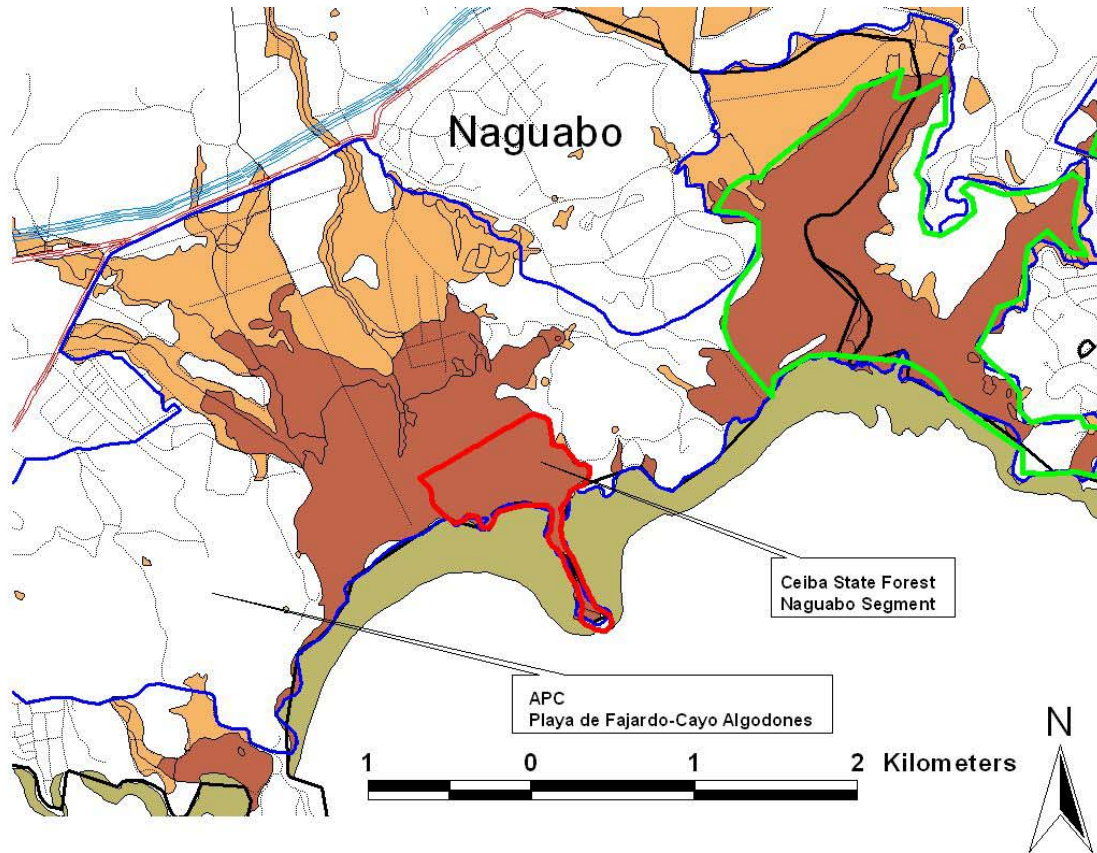 Naguabo
Ceiba State Forest
Naguabo Segment
APC
Playa de Fajardo-Cayo Algodones
N
1 0 1 2 Kilometers